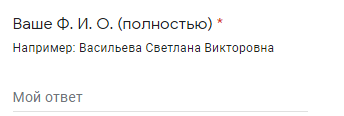 Ваше Ф. И. О. (полностью) *
Например: Васильева Светлана Викторовна
Мой ответ